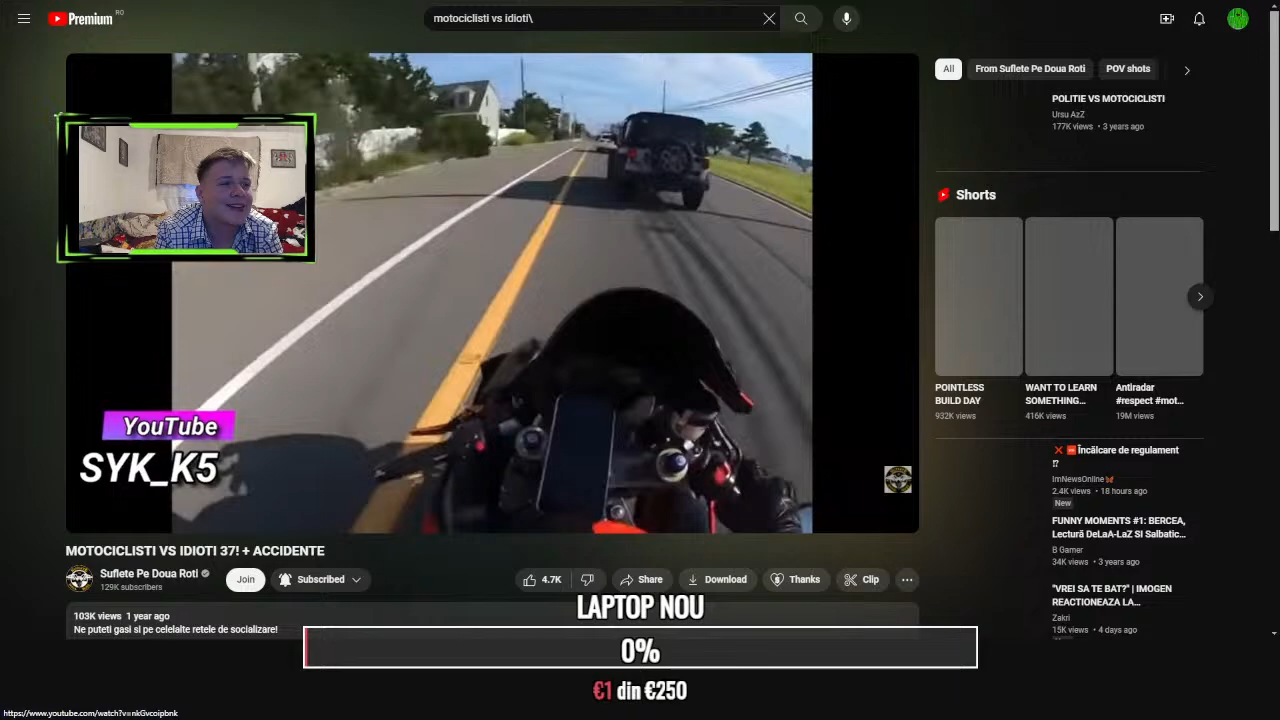 Premium RO
motociclisti vs idioti\
All
From Suflete Pe Doua Roti
POV shots
POLITIE VS MOTOCICLISTI
Ursu AzZ
177K views • 3 years ago
Shorts
POINTLESS
BUILD DAY
932K views
WANT TO LEARN
SOMETHING...
416K views
Antiradar
#respect #mot...
19M views
YouTube
SYK_K5
Încălcare de regulament
⁉
ImNewsOnline
2.4K views • 18 hours ago
New
FUNNY MOMENTS #1: BERCEA,
Lectură DeLaA-LaZ SI Salbatic...
B Gamer
34K views • 3 years ago
"VREI SA TE BAT?" | IMOGEN
REACTIONEAZA LA...
Zakri
15K views • 4 days ago
MOTOCICLISTI VS IDIOTI 37! + ACCIDENTE
Suflete Pe Doua Roti
129K subscribers
Join
Subscribed
4.7K
Share
Download
Thanks
Clip
103K views 1 year ago
Ne puteti gasi si pe celelalte retele de socializare!
LAPTOP NOU
0%
€1 din €250
https://www.youtube.com/watch?v=nkGvcoipbnk